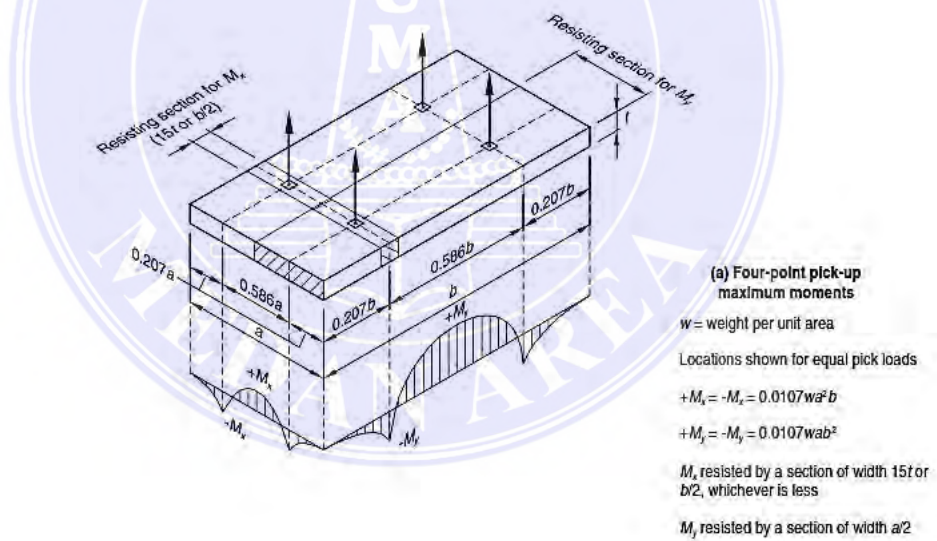 Resisting section for Mx
(15t or b/2)
Resisting section for My
t
0.207a
0.586a
a
0.207b
0.586b
0.207b
b
+My
+Mx
-Mx
-My
UMA
MEDAN AREA
(a) Four-point pick-up
maximum moments
w = weight per unit area
Locations shown for equal pick loads
+Mx = -Mx = 0.0107wa²b
+My = -My = 0.0107wab²
Mx resisted by a section of width 15t or
b/2, whichever is less
My resisted by a section of width a/2